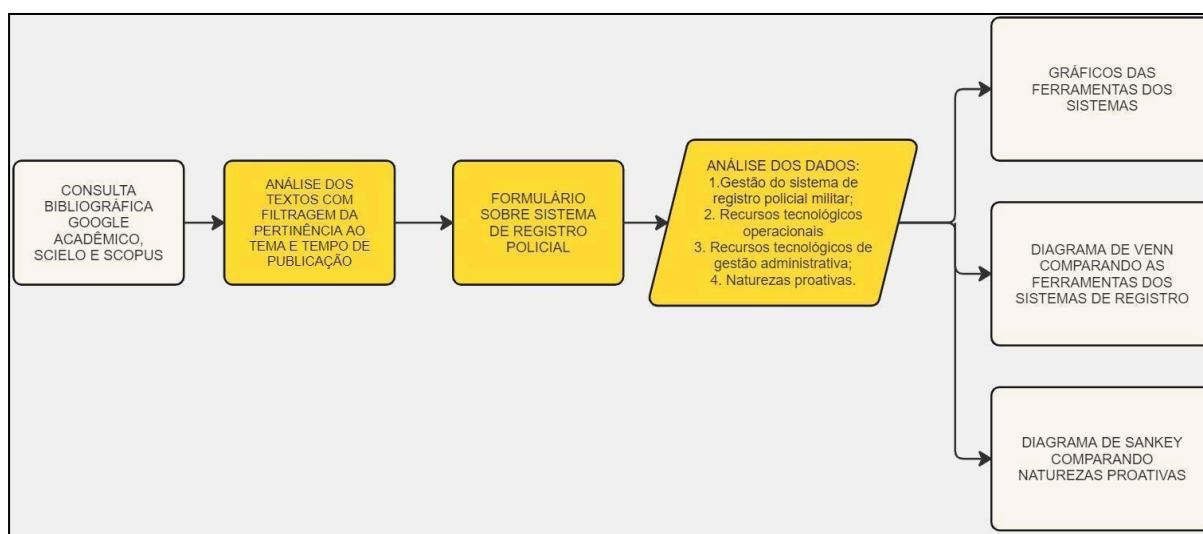 CONSULTA
BIBLIOGRÁFICA
GOOGLE
ACADÊMICO,
SCIELO E SCOPUS
ANÁLISE DOS
TEXTOS COM
FILTRAGEM DA
PERTINÊNCIA AO
TEMA E TEMPO DE
PUBLICAÇÃO
FORMULÁRIO
SOBRE SISTEMA
DE REGISTRO
POLICIAL
ANÁLISE DOS DADOS:
1.Gestão do sistema de
registro policial militar;
2. Recursos tecnológicos
operacionais
3. Recursos tecnológicos de
gestão administrativa;
4. Naturezas proativas.
GRÁFICOS DAS
FERRAMENTAS DOS
SISTEMAS
DIAGRAMA DE VENN
COMPARANDO AS
FERRAMENTAS DOS
SISTEMAS DE REGISTRO
DIAGRAMA DE SANKEY
COMPARANDO
NATUREZAS PROATIVAS